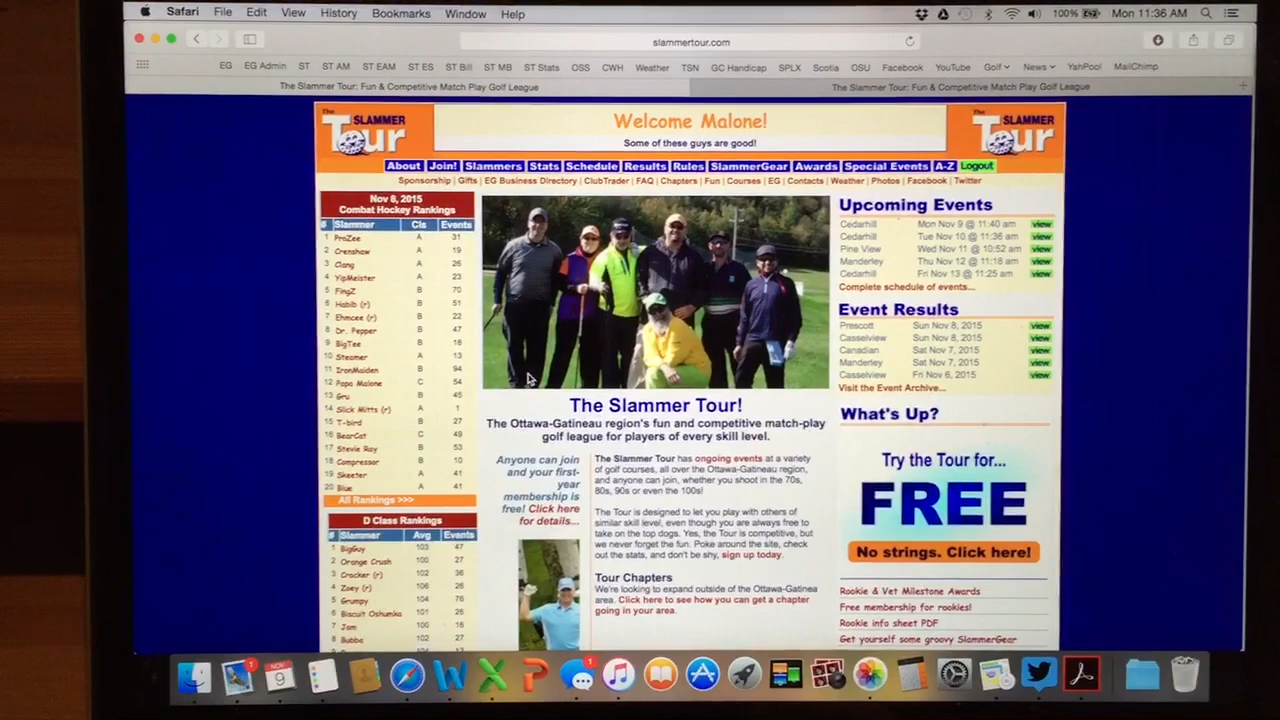 Safari File Edit View History Bookmarks Window Help 100% Mon 11:36 AM
slammertour.com
EG EG Admin ST ST AM ST EAM ST ES ST Bill ST MB ST Stats OSS CWH Weather TSN GC Handicap SPLX Scotia OSU Facebook YouTube Golf News YahPool MailChimp
The Slammer Tour: Fun & Competitive Match Play Golf League The Slammer Tour: Fun & Competitive Match Play Golf League
The SLAMMER Tour
Welcome Malone!
Some of these guys are good!
The SLAMMER Tour
About Join! Slammers Stats Schedule Results Rules SlammerGear Awards Special Events A-Z Logout
Sponsorship | Gifts | EG Business Directory | ClubTrader | FAQ | Chapters | Fun | Courses | EG | Contacts | Weather | Photos | Facebook | Twitter
Nov 8, 2015
Combat Hockey Rankings
# Slammer Cls Events
1 ProZee A 31
2 Crenshaw A 19
3 Clang A 26
4 YipMeister A 23
5 FingZ B 70
6 Habib (r) B 51
7 Ehmcee (r) B 22
8 Dr. Pepper B 47
9 BigTee B 18
10 Steamer A 13
11 IronMaiden B 94
12 Papa Malone C 54
13 Gru B 45
14 Slick Mitts (r) A 1
15 T-bird B 27
16 BearCat C 49
17 Stevie Ray B 53
18 Compressor B 10
19 Skeeter A 41
20 Blue A 41
All Rankings >>>
D Class Rankings
# Slammer Avg Events
1 BigGuy 103 47
2 Orange Crush 100 27
3 Cracker (r) 102 36
4 Zoey (r) 106 26
5 Grumpy 104 76
6 Biscuit Oshumka 101 26
7 Jam 100 16
8 Bubba 102 27
The Slammer Tour!
The Ottawa-Gatineau region's fun and competitive match-play
golf league for players of every skill level.
Anyone can join
and your first-
year
membership is
free! Click here
for details...
The Slammer Tour has ongoing events at a variety
of golf courses, all over the Ottawa-Gatineau region,
and anyone can join, whether you shoot in the 70s,
80s, 90s or even the 100s!
The Tour is designed to let you play with others of
similar skill level, even though you are always free to
take on the top dogs. Yes, the Tour is competitive, but
we never forget the fun. Poke around the site, check
out the stats, and don't be shy, sign up today.
Tour Chapters
We're looking to expand outside of the Ottawa-Gatinea
area. Click here to see how you can get a chapter
going in your area.
Upcoming Events
Cedarhill Mon Nov 9 @ 11:40 am view
Cedarhill Tue Nov 10 @ 11:36 am view
Pine View Wed Nov 11 @ 10:52 am view
Manderley Thu Nov 12 @ 11:18 am view
Cedarhill Fri Nov 13 @ 11:25 am view
Complete schedule of events...
Event Results
Prescott Sun Nov 8, 2015 view
Casselview Sun Nov 8, 2015 view
Canadian Sat Nov 7, 2015 view
Manderley Sat Nov 7, 2015 view
Casselview Fri Nov 6, 2015 view
Visit the Event Archive...
What's Up?
Try the Tour for...
FREE
No strings. Click here!
Rookie & Vet Milestone Awards
Free membership for rookies!
Rookie info sheet PDF
Get yourself some groovy SlammerGear
1 NOV 9 1